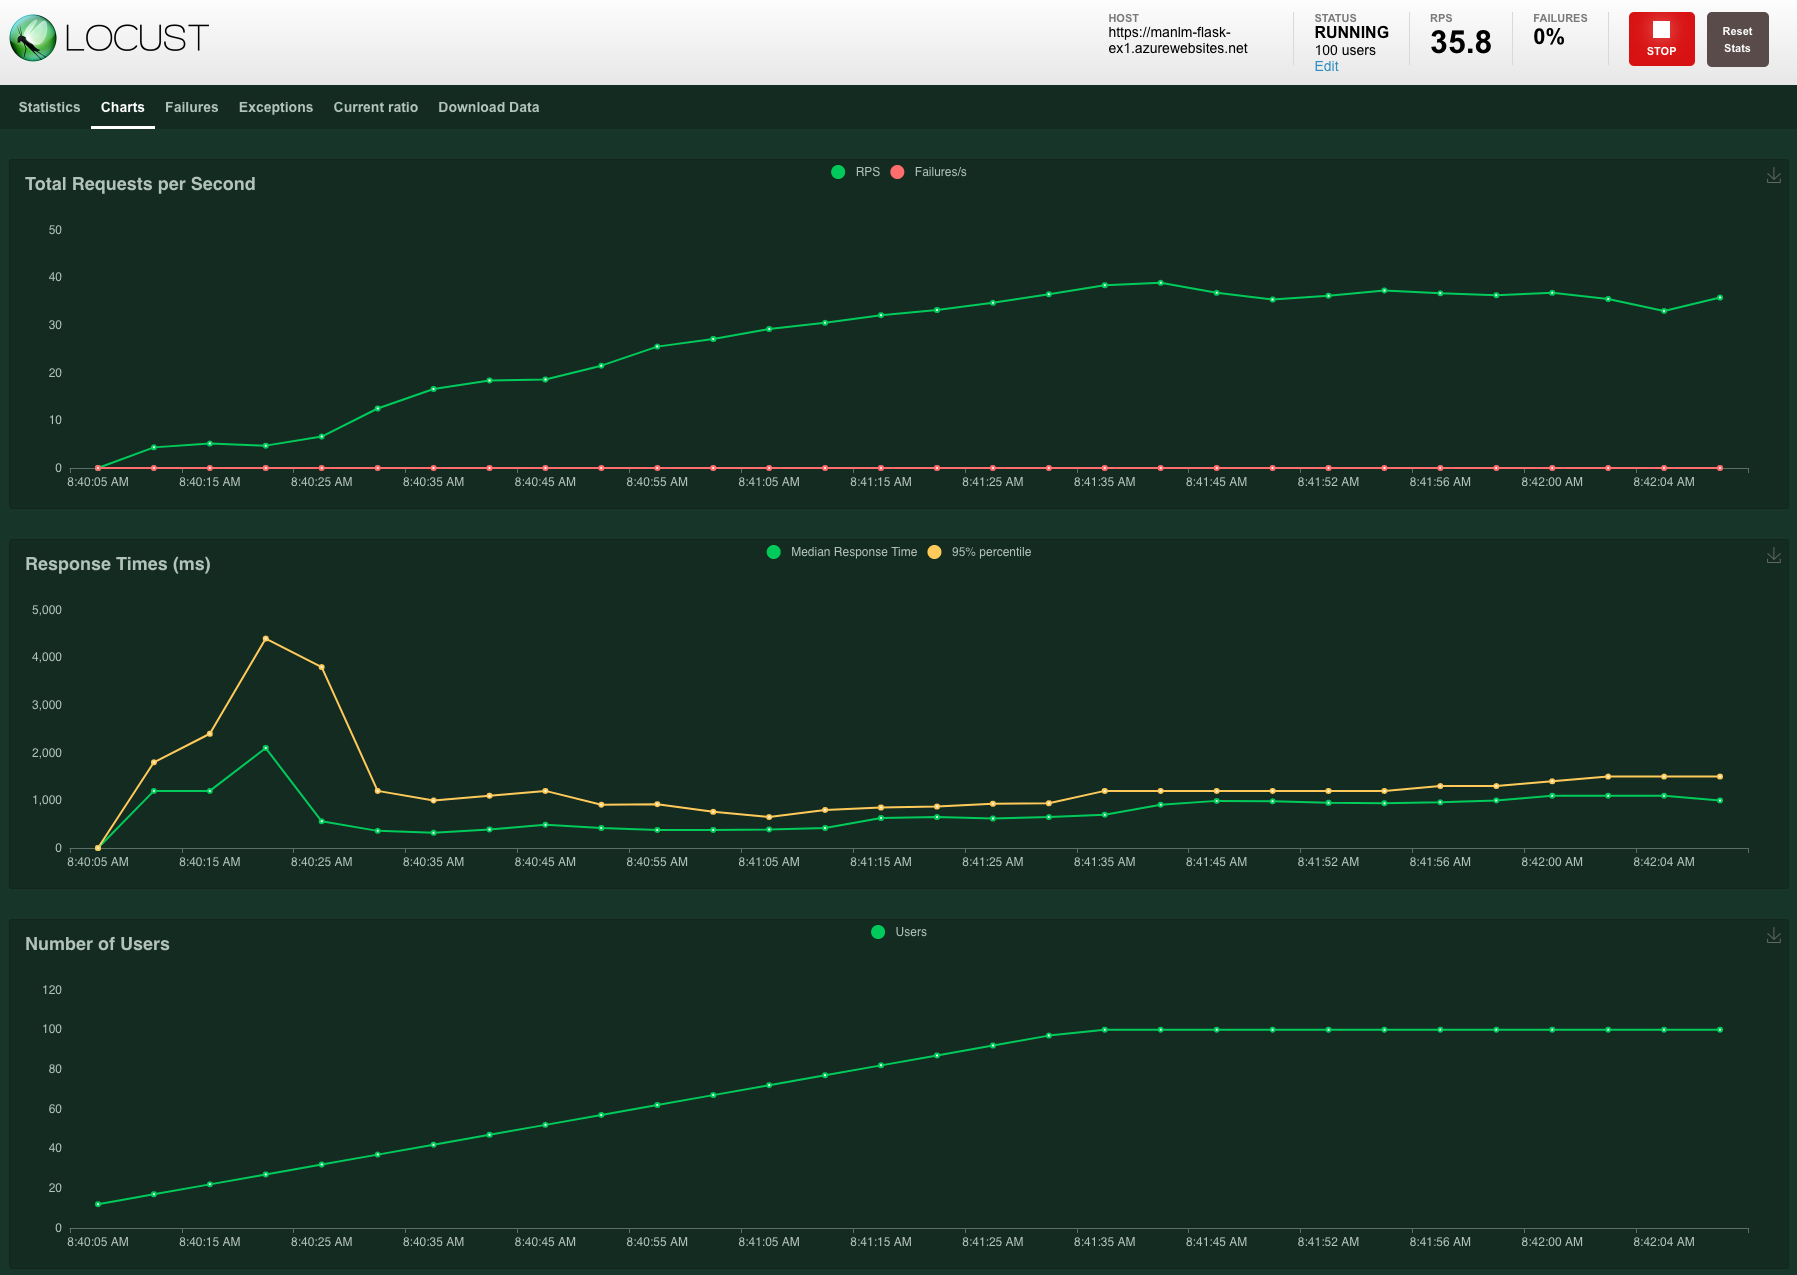 LOCUST
HOST
https://manlm-flask-
ex1.azurewebsites.net
STATUS
RUNNING
100 users
Edit
RPS
35.8
FAILURES
0%
STOP
Reset
Stats
Statistics Charts Failures Exceptions Current ratio Download Data
Total Requests per Second
RPS Failures/s
50
40
30
20
10
0
8:40:05 AM 8:40:15 AM 8:40:25 AM 8:40:35 AM 8:40:45 AM 8:40:55 AM 8:41:05 AM 8:41:15 AM 8:41:25 AM 8:41:35 AM 8:41:45 AM 8:41:52 AM 8:41:56 AM 8:42:00 AM 8:42:04 AM
Response Times (ms)
Median Response Time 95% percentile
5,000
4,000
3,000
2,000
1,000
0
8:40:05 AM 8:40:15 AM 8:40:25 AM 8:40:35 AM 8:40:45 AM 8:40:55 AM 8:41:05 AM 8:41:15 AM 8:41:25 AM 8:41:35 AM 8:41:45 AM 8:41:52 AM 8:41:56 AM 8:42:00 AM 8:42:04 AM
Number of Users
Users
120
100
80
60
40
20
0
8:40:05 AM 8:40:15 AM 8:40:25 AM 8:40:35 AM 8:40:45 AM 8:40:55 AM 8:41:05 AM 8:41:15 AM 8:41:25 AM 8:41:35 AM 8:41:45 AM 8:41:52 AM 8:41:56 AM 8:42:00 AM 8:42:04 AM